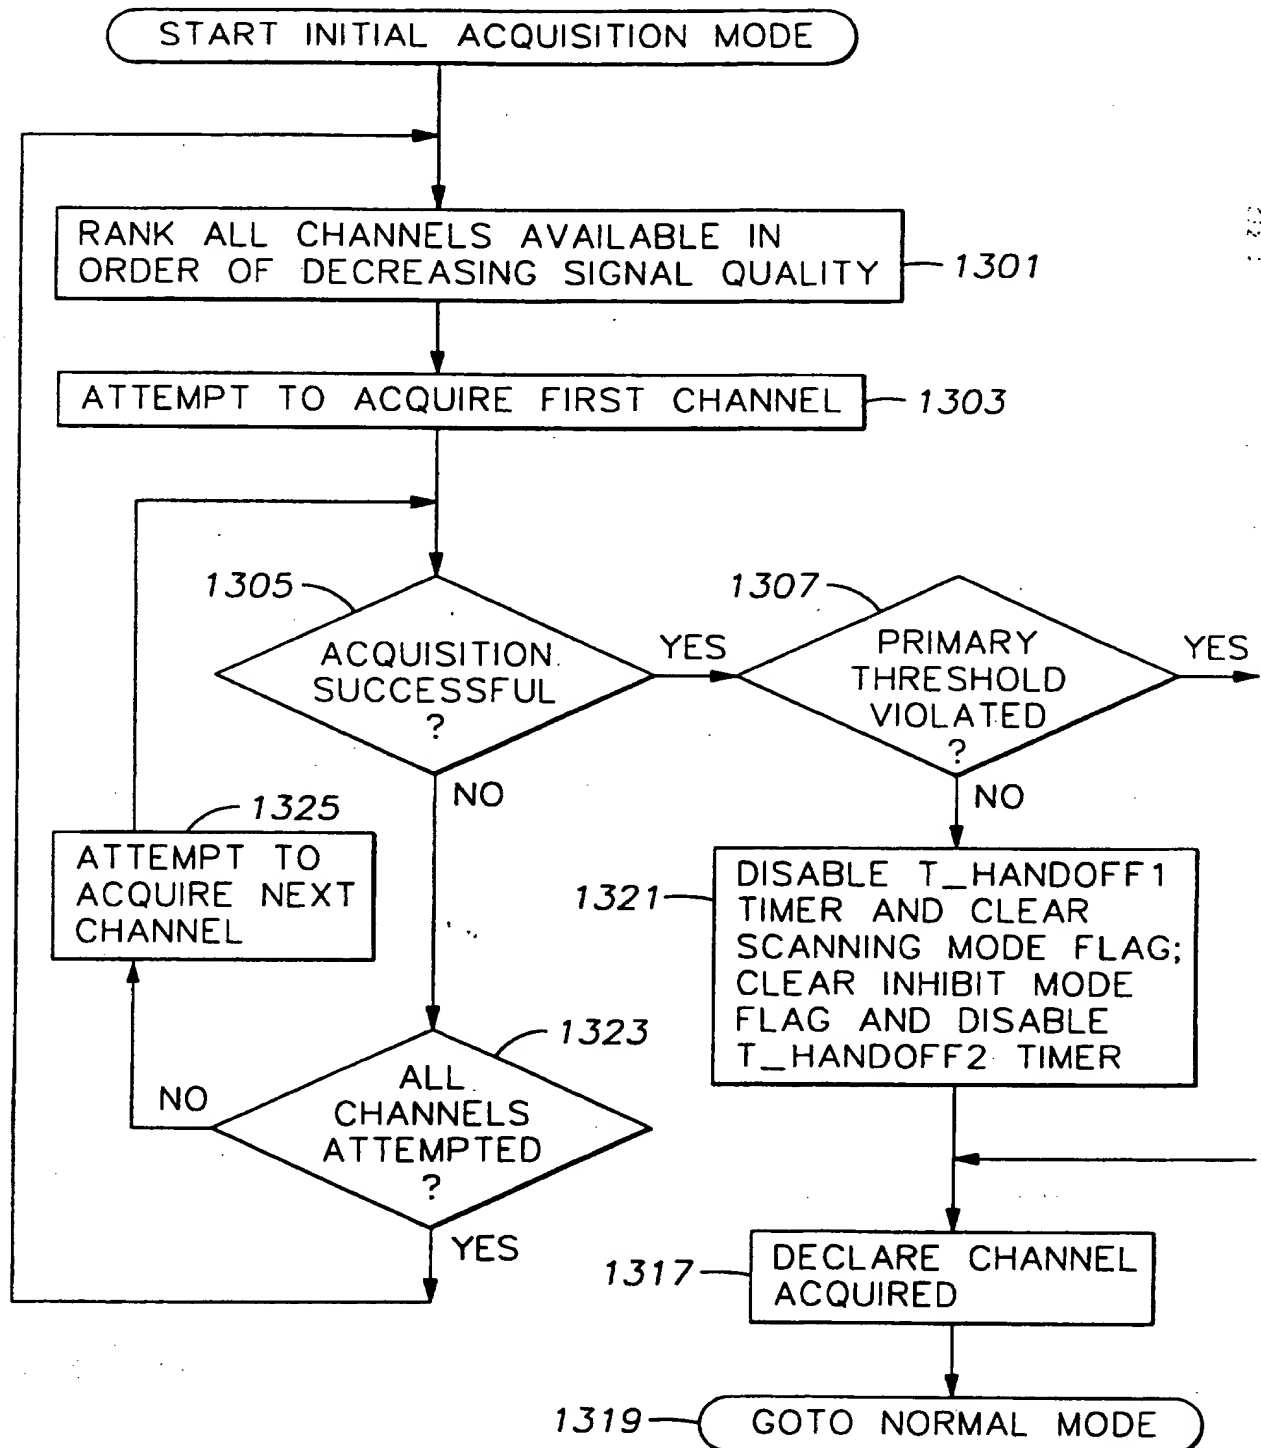 START INITIAL ACQUISITION MODE
RANK ALL CHANNELS AVAILABLE IN
ORDER OF DECREASING SIGNAL QUALITY
1301
ATTEMPT TO ACQUIRE FIRST CHANNEL
1303
1305
ACQUISITION
SUCCESSFUL
?
YES
NO
1307
PRIMARY
THRESHOLD
VIOLATED
?
YES
NO
1325
ATTEMPT TO
ACQUIRE NEXT
CHANNEL
1321
DISABLE T_HANDOFF1
TIMER AND CLEAR
SCANNING MODE FLAG;
CLEAR INHIBIT MODE
FLAG AND DISABLE
T_HANDOFF2 TIMER
1323
ALL
CHANNELS
ATTEMPTED
?
NO
YES
1317
DECLARE CHANNEL
ACQUIRED
1319
GOTO NORMAL MODE